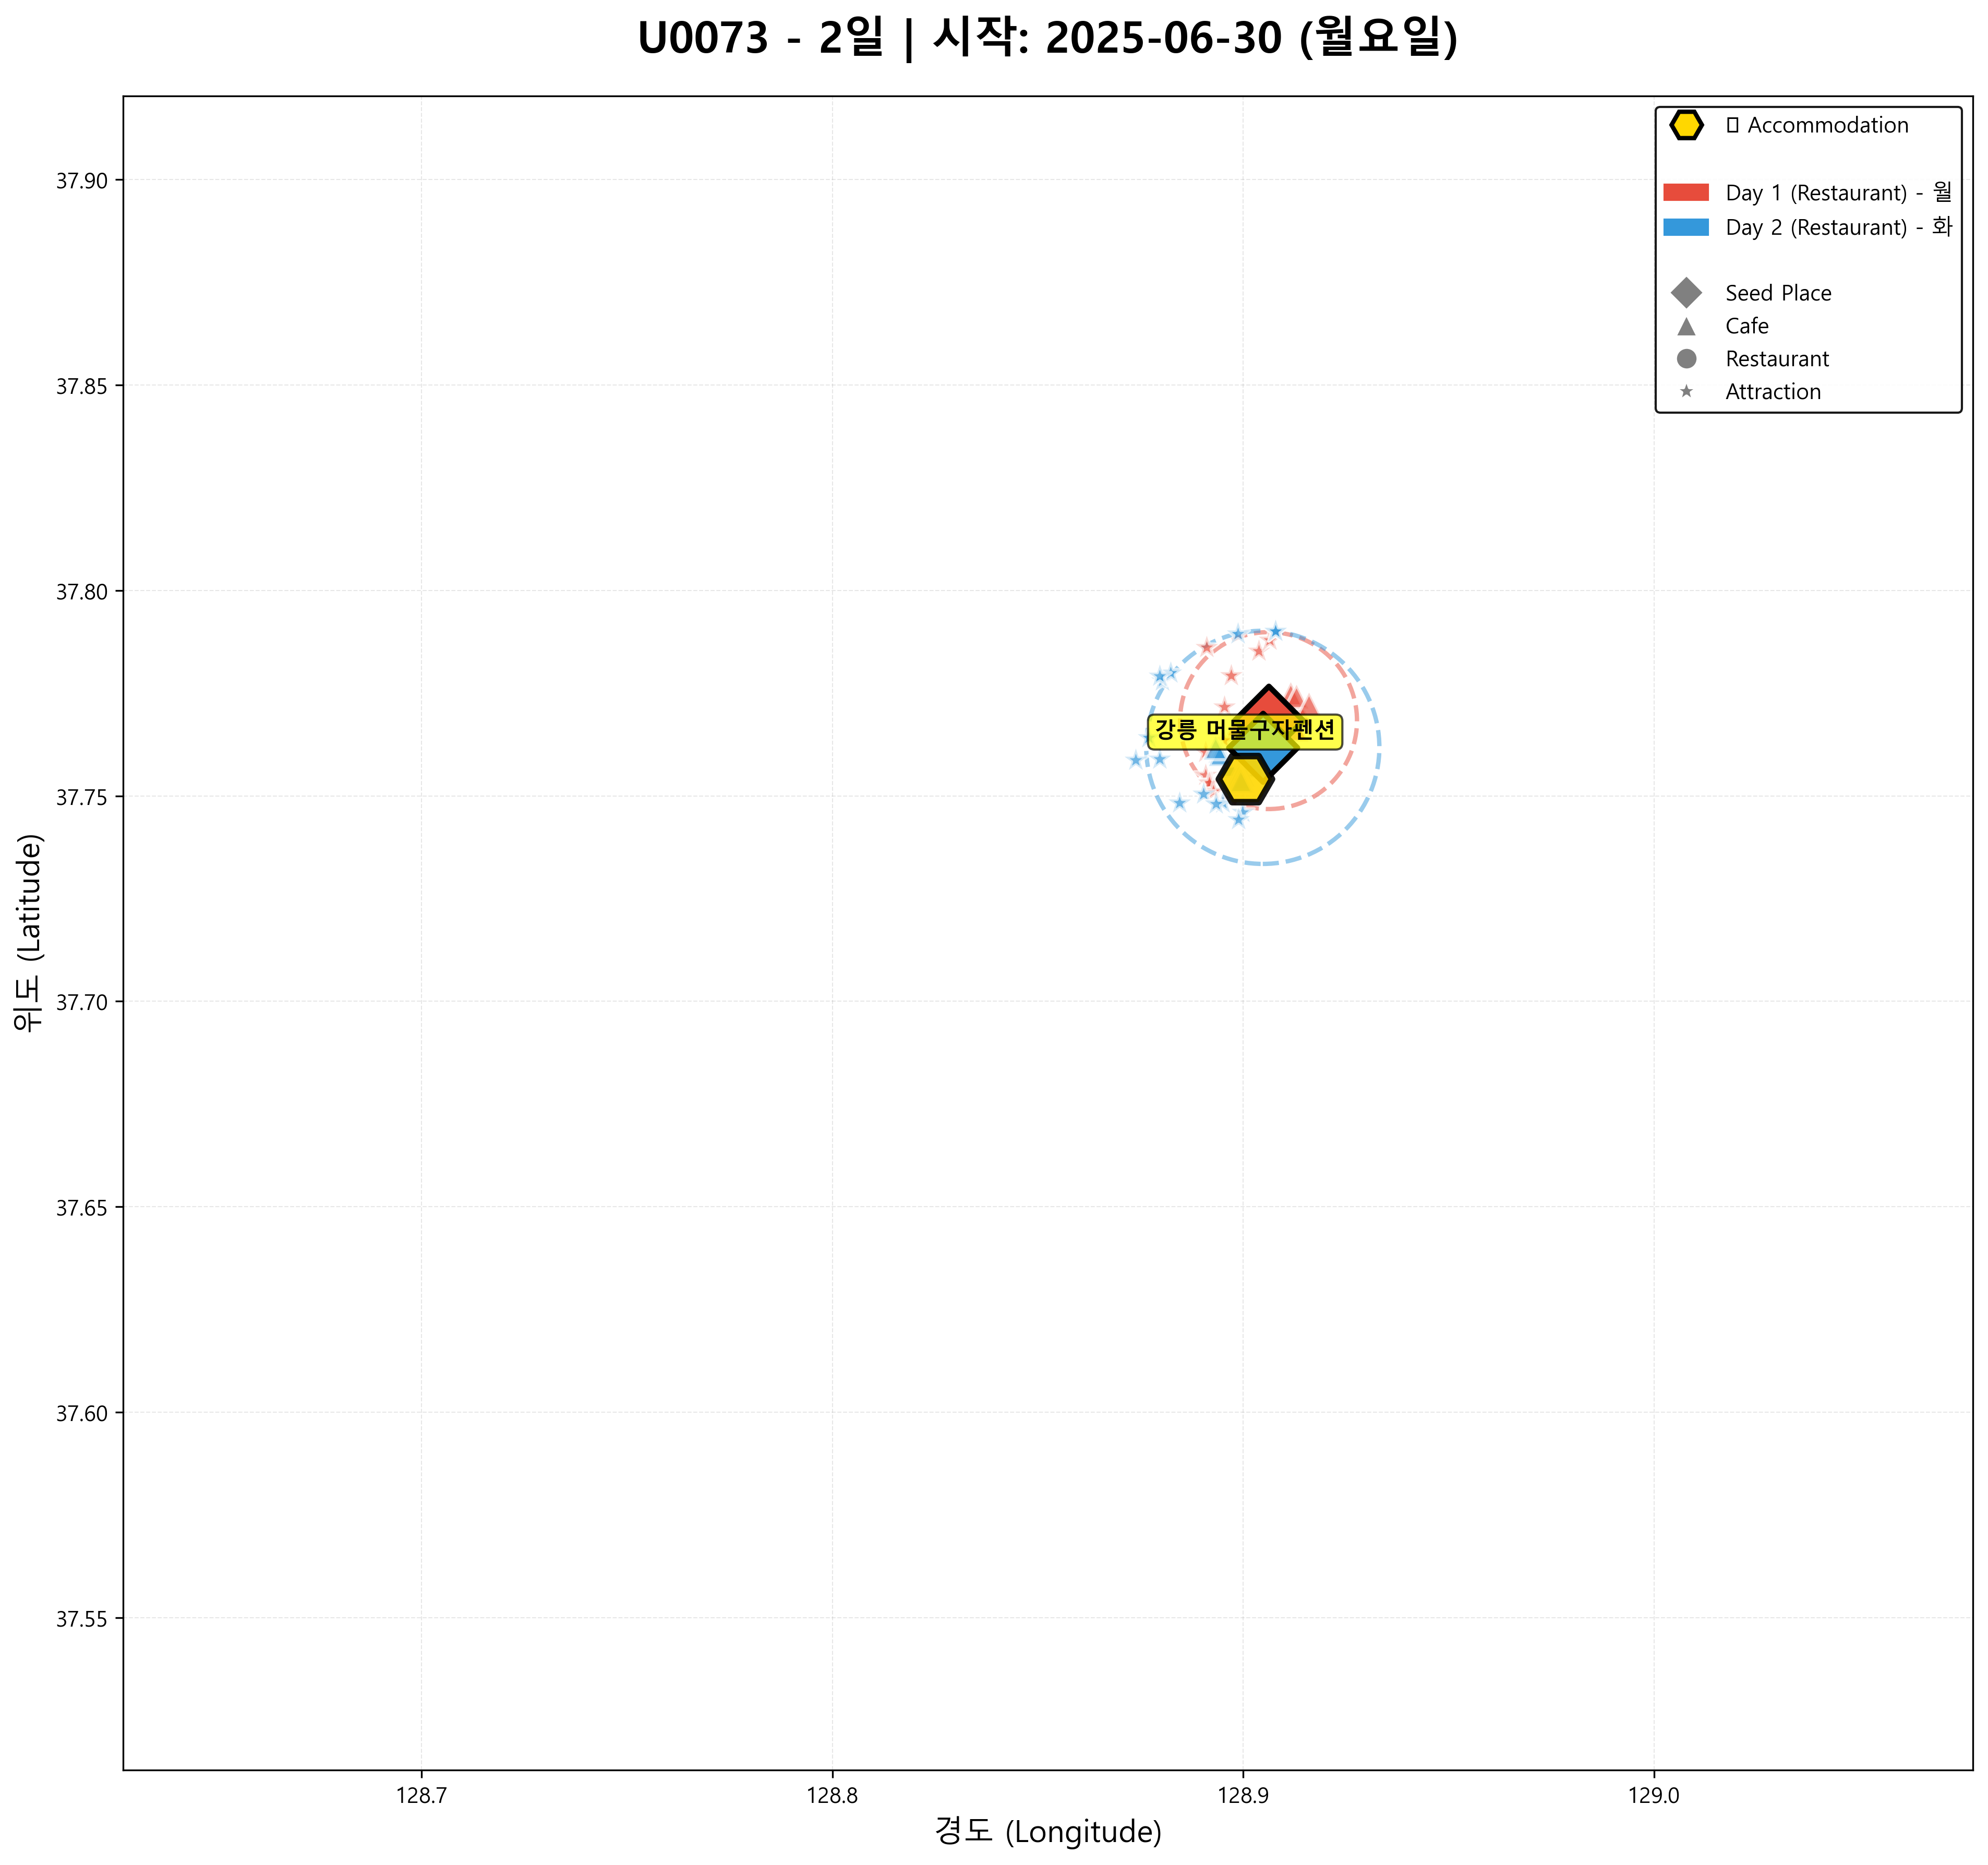 U0073 - 2일 | 시작: 2025-06-30 (월요일)
▯ Accommodation
Day 1 (Restaurant) - 월
Day 2 (Restaurant) - 화
Seed Place
Cafe
Restaurant
Attraction
강릉 머물구자펜션
위도 (Latitude)
37.90
37.85
37.80
37.75
37.70
37.65
37.60
37.55
128.7
128.8
128.9
129.0
경도 (Longitude)